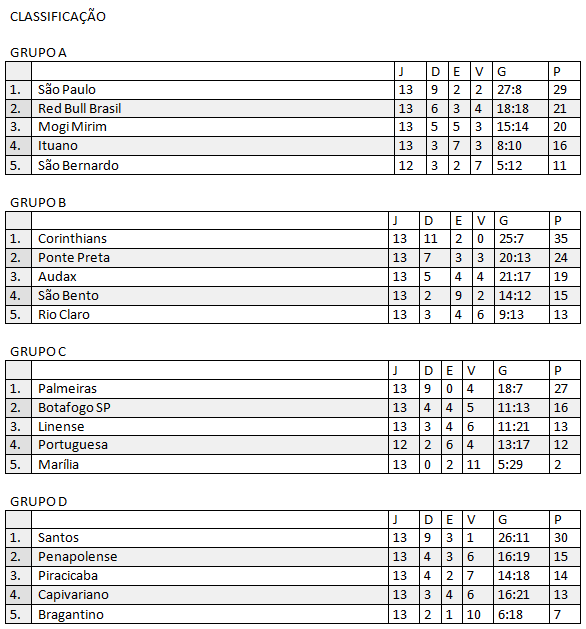 CLASSIFICAÇÃO
GRUPO A
J D E V G P
1. São Paulo 13 9 2 2 27:8 29
2. Red Bull Brasil 13 6 3 4 18:18 21
3. Mogi Mirim 13 5 5 3 15:14 20
4. Ituano 13 3 7 3 8:10 16
5. São Bernardo 12 3 2 7 5:12 11
GRUPO B
J D E V G P
1. Corinthians 13 11 2 0 25:7 35
2. Ponte Preta 13 7 3 3 20:13 24
3. Audax 13 5 4 4 21:17 19
4. São Bento 13 2 9 2 14:12 15
5. Rio Claro 13 3 4 6 9:13 13
GRUPO C
J D E V G P
1. Palmeiras 13 9 0 4 18:7 27
2. Botafogo SP 13 4 4 5 11:13 16
3. Linense 13 3 4 6 11:21 13
4. Portuguesa 12 2 6 4 13:17 12
5. Marília 13 0 2 11 5:29 2
GRUPO D
J D E V G P
1. Santos 13 9 3 1 26:11 30
2. Penapolense 13 4 3 6 16:19 15
3. Piracicaba 13 4 2 7 14:18 14
4. Capivariano 13 3 4 6 16:21 13
5. Bragantino 13 2 1 10 6:18 7